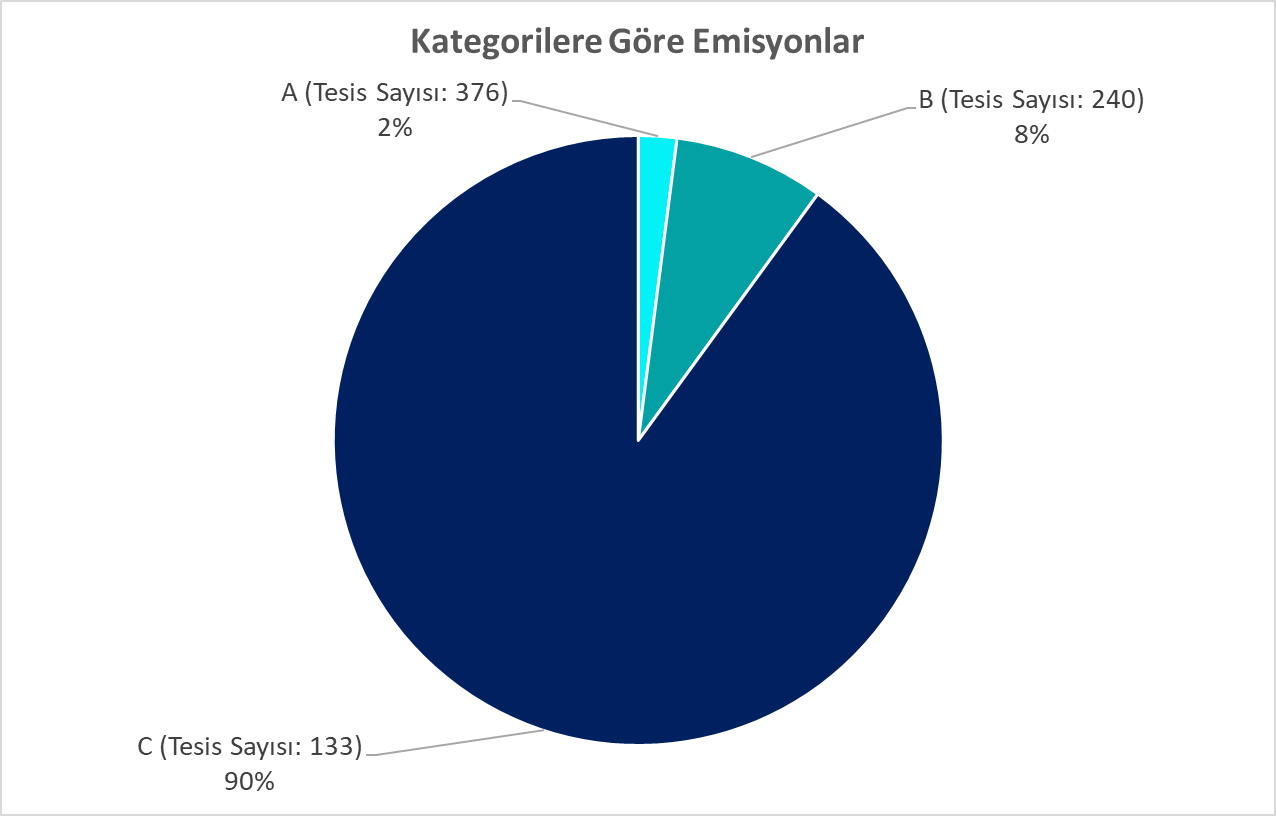 Kategorilere Göre Emisyonlar
A (Tesis Sayısı: 376)
2%
B (Tesis Sayısı: 240)
8%
C (Tesis Sayısı: 133)
90%